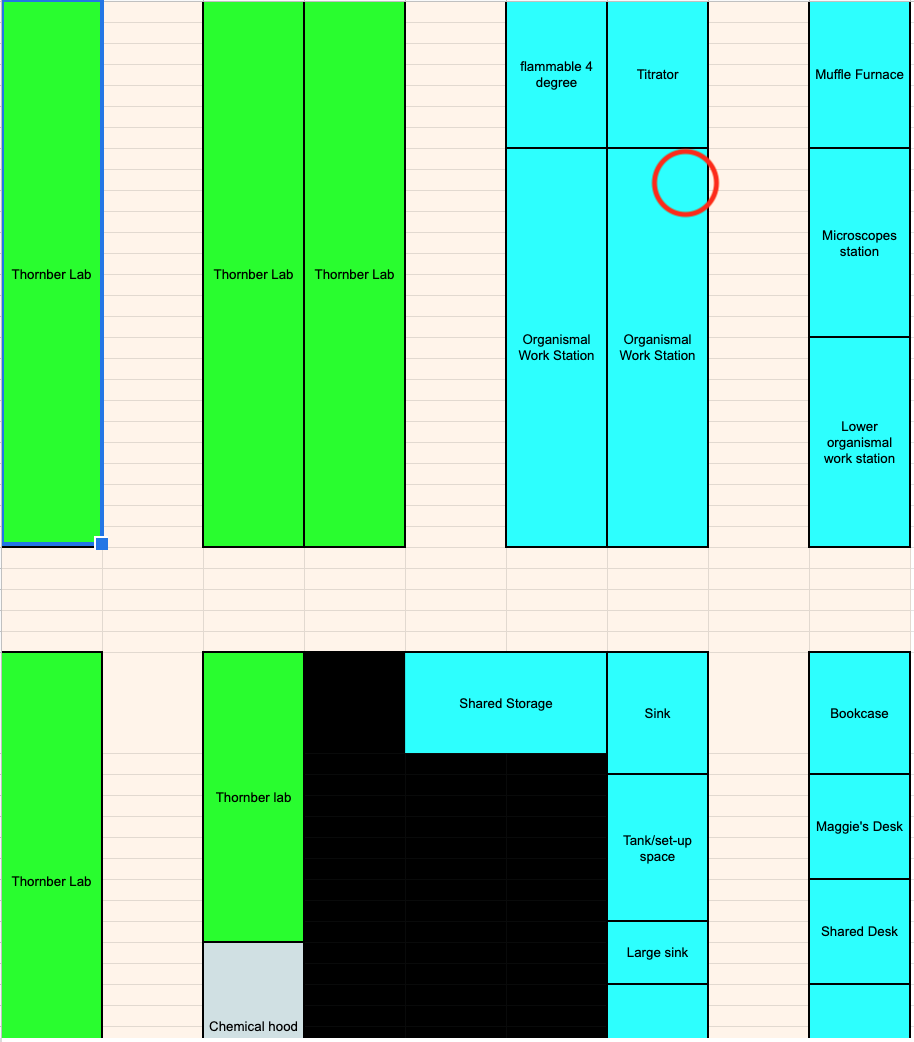 flammable 4
degree
Titrator
Muffle Furnace
Microscopes
station
Thornber Lab
Thornber Lab
Thornber Lab
Organismal
Work Station
Organismal
Work Station
Lower
organismal
work station
Shared Storage
Sink
Bookcase
Thornber lab
Maggie's Desk
Tank/set-up
space
Thornber Lab
Shared Desk
Large sink
Chemical hood